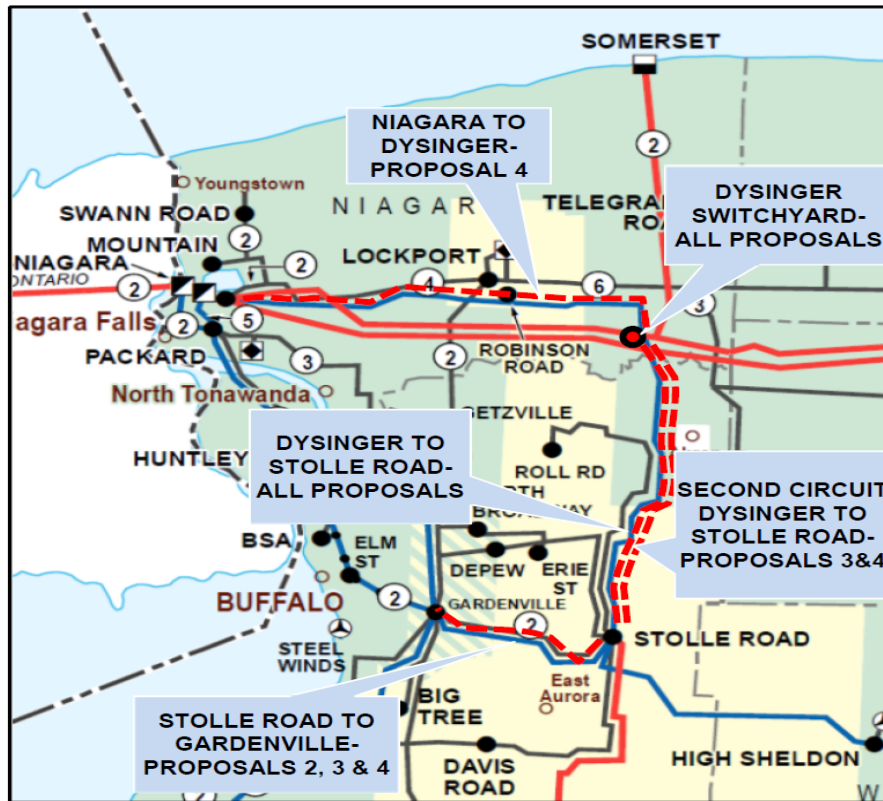 SOMERSET
2
NIAGARA TO
DYSINGER-
PROPOSAL 4
DYSINGER
SWITCHYARD-
ALL PROPOSALS
Youngstown
SWANN ROAD
NIAGAR
TELEGRA
RO
MOUNTAIN
2
2
LOCKPORT
NIAGARA
ONTARIO
2
4
6
3
agara Falls
2
5
PACKARD
3
2
ROBINSON
ROAD
North Tonawanda
GETZVILLE
HUNTLEY
DYSINGER TO
STOLLE ROAD-
ALL PROPOSALS
ROLL RD
SECOND CIRCUIT
DYSINGER TO
STOLLE ROAD-
PROPOSALS 3&4
BSA
ELM
ST
DEPEW
ERIE
ST
BUFFALO
2
GARDENVILLE
2
STEEL
WINDS
STOLLE ROAD
East
Aurora
BIG
TREE
STOLLE ROAD TO
GARDENVILLE-
PROPOSALS 2, 3 & 4
DAVIS
ROAD
HIGH SHELDON
W